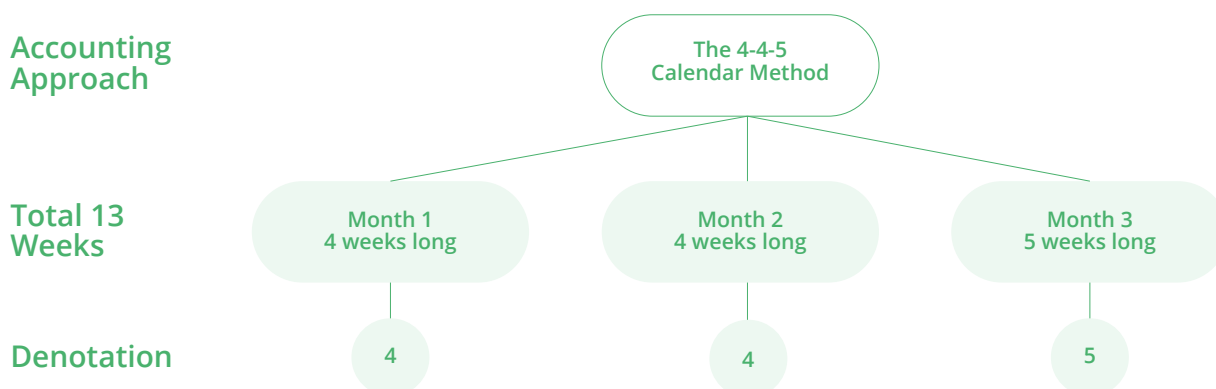 Accounting
Approach
The 4-4-5
Calendar Method
Total 13
Weeks
Month 1
4 weeks long
Month 2
4 weeks long
Month 3
5 weeks long
Denotation
4
4
5